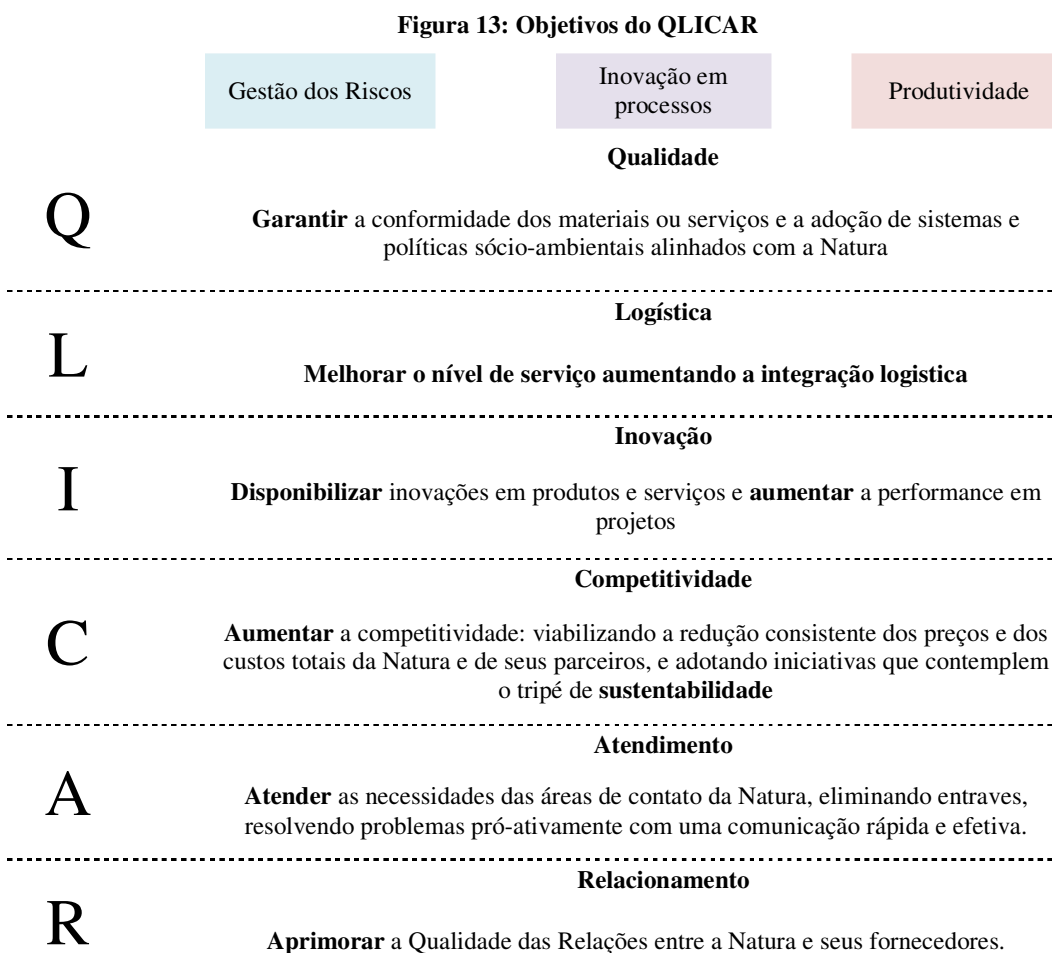 Figura 13: Objetivos do QLICAR
Gestão dos Riscos
Inovação em
processos
Produtividade
Qualidade
Q
Garantir a conformidade dos materiais ou serviços e a adoção de sistemas e
políticas sócio-ambientais alinhados com a Natura
Logística
L
Melhorar o nível de serviço aumentando a integração logistica
Inovação
I
Disponibilizar inovações em produtos e serviços e aumentar a performance em
projetos
Competitividade
C
Aumentar a competitividade: viabilizando a redução consistente dos preços e dos
custos totais da Natura e de seus parceiros, e adotando iniciativas que contemplem
o tripé de sustentabilidade
Atendimento
A
Atender as necessidades das áreas de contato da Natura, eliminando entraves,
resolvendo problemas pró-ativamente com uma comunicação rápida e efetiva.
Relacionamento
R
Aprimorar a Qualidade das Relações entre a Natura e seus fornecedores.